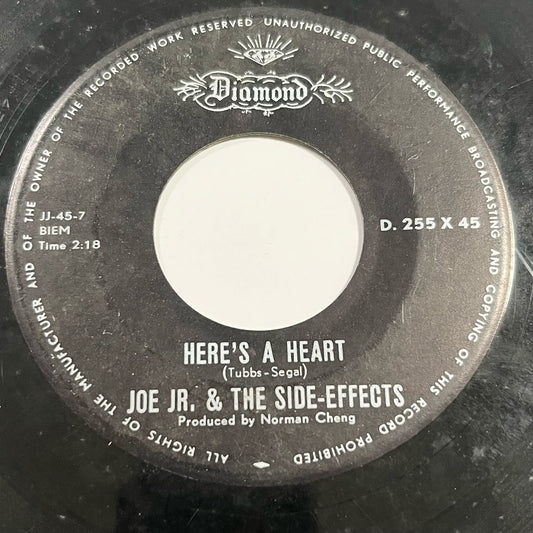 ALL RIGHTS OF THE MANUFACTURER AND OF THE OWNER OF THE RECORDED WORK RESERVED UNAUTHORIZED PUBLIC PERFORMANCE BROADCASTING AND COPYING OF THIS RECORD PROHIBITED
Diamond
JJ-45-7
BIEM
Time 2:18
D. 255 X 45
HERE'S A HEART
(Tubbs-Segal)
JOE JR. & THE SIDE-EFFECTS
Produced by Norman Cheng